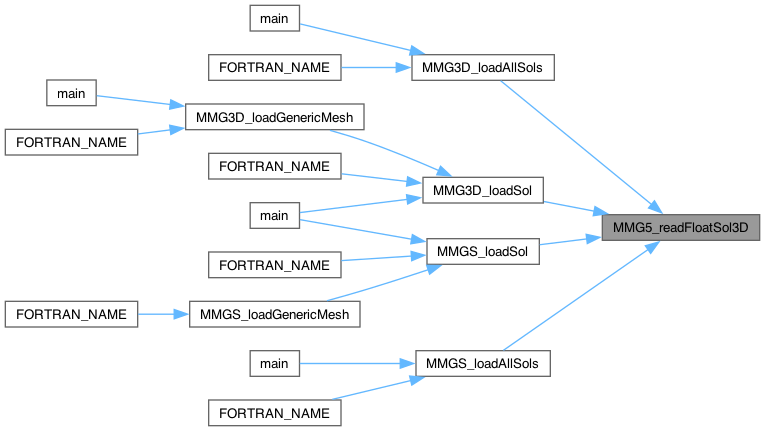 main
FORTRAN_NAME
MMG3D_loadAllSols
main
MMG3D_loadGenericMesh
FORTRAN_NAME
FORTRAN_NAME
MMG3D_loadSol
main
MMG5_readFloatSol3D
MMGS_loadSol
FORTRAN_NAME
FORTRAN_NAME
MMGS_loadGenericMesh
main
MMGS_loadAllSols
FORTRAN_NAME